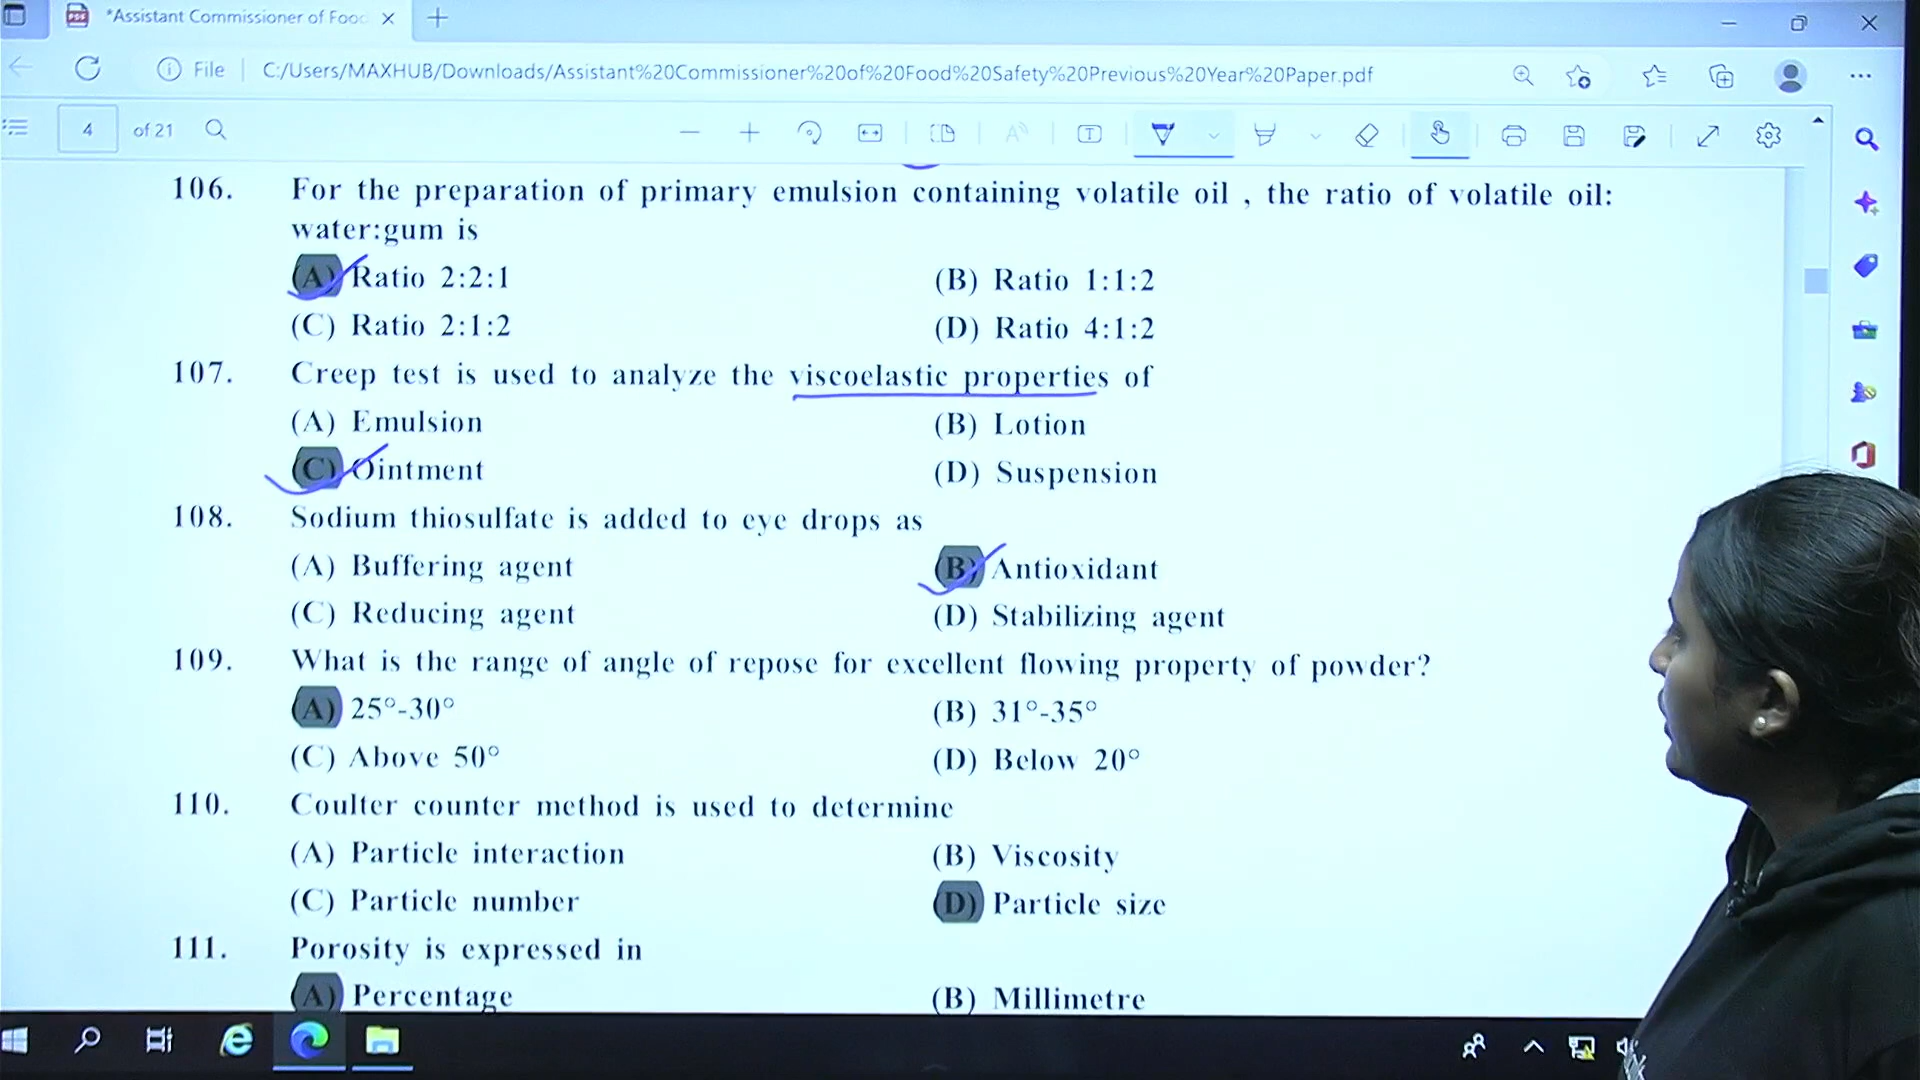 *Assistant Commissioner of Food
File C:/Users/MAXHUB/Downloads/Assistant%20Commissioner%20of%20Food%20Safety%20Previous%20Year%20Paper.pdf
4 of 21
106. For the preparation of primary emulsion containing volatile oil , the ratio of volatile oil:
water:gum is
(A) Ratio 2:2:1 (B) Ratio 1:1:2
(C) Ratio 2:1:2 (D) Ratio 4:1:2
107. Creep test is used to analyze the viscoelastic properties of
(A) Emulsion (B) Lotion
(C) Ointment (D) Suspension
108. Sodium thiosulfate is added to eye drops as
(A) Buffering agent (B) Antioxidant
(C) Reducing agent (D) Stabilizing agent
109. What is the range of angle of repose for excellent flowing property of powder?
(A) 25°-30° (B) 31°-35°
(C) Above 50° (D) Below 20°
110. Coulter counter method is used to determine
(A) Particle interaction (B) Viscosity
(C) Particle number (D) Particle size
111. Porosity is expressed in
(A) Percentage (B) Millimetre